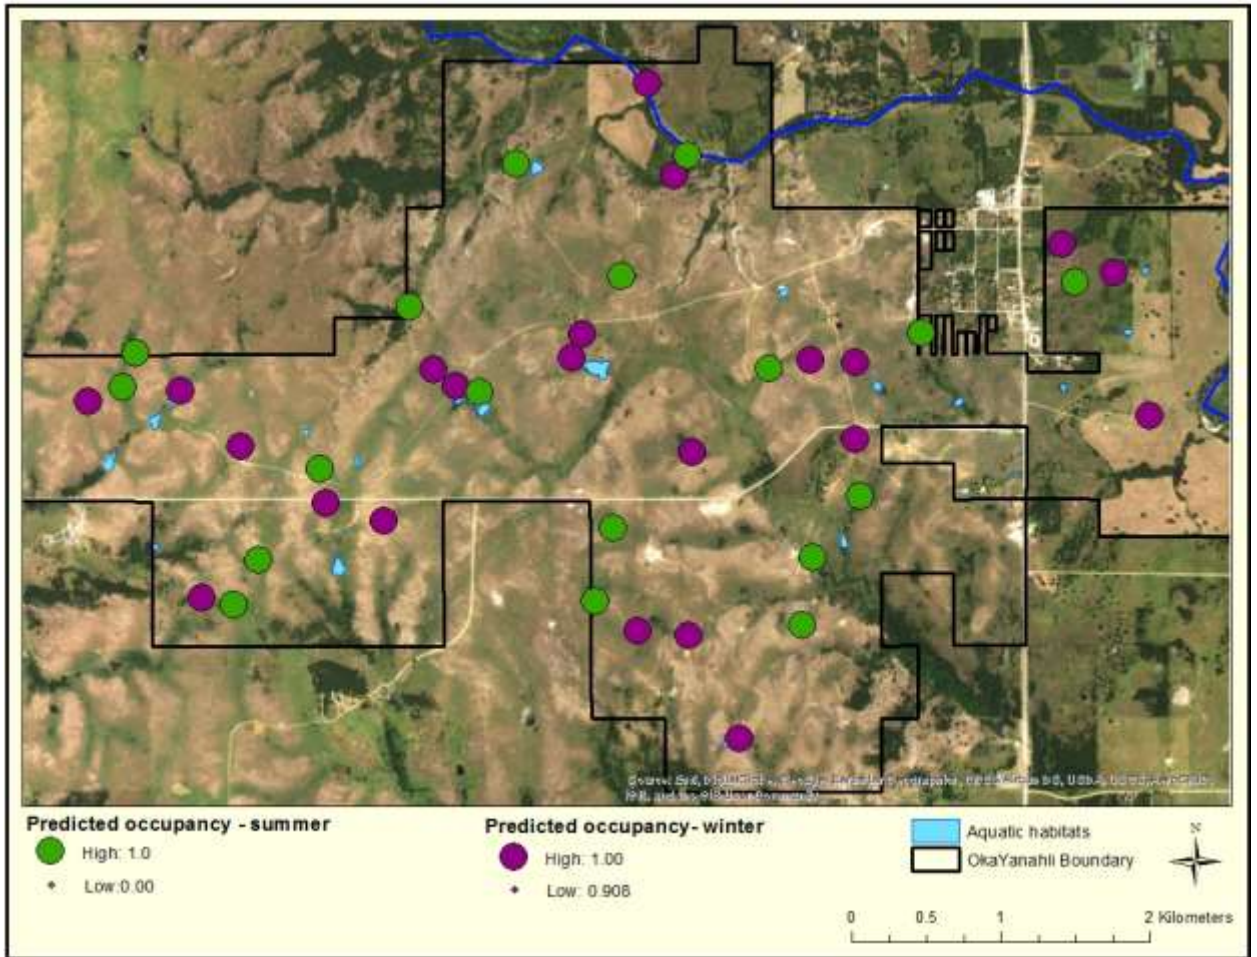 Predicted occupancy - summer
High: 1.0
Low:0.00
Predicted occupancy- winter
High: 1.00
Low: 0.908
Aquatic habitats
OkaYanahli Boundary
N
0 0.5 1 2 Kilometers